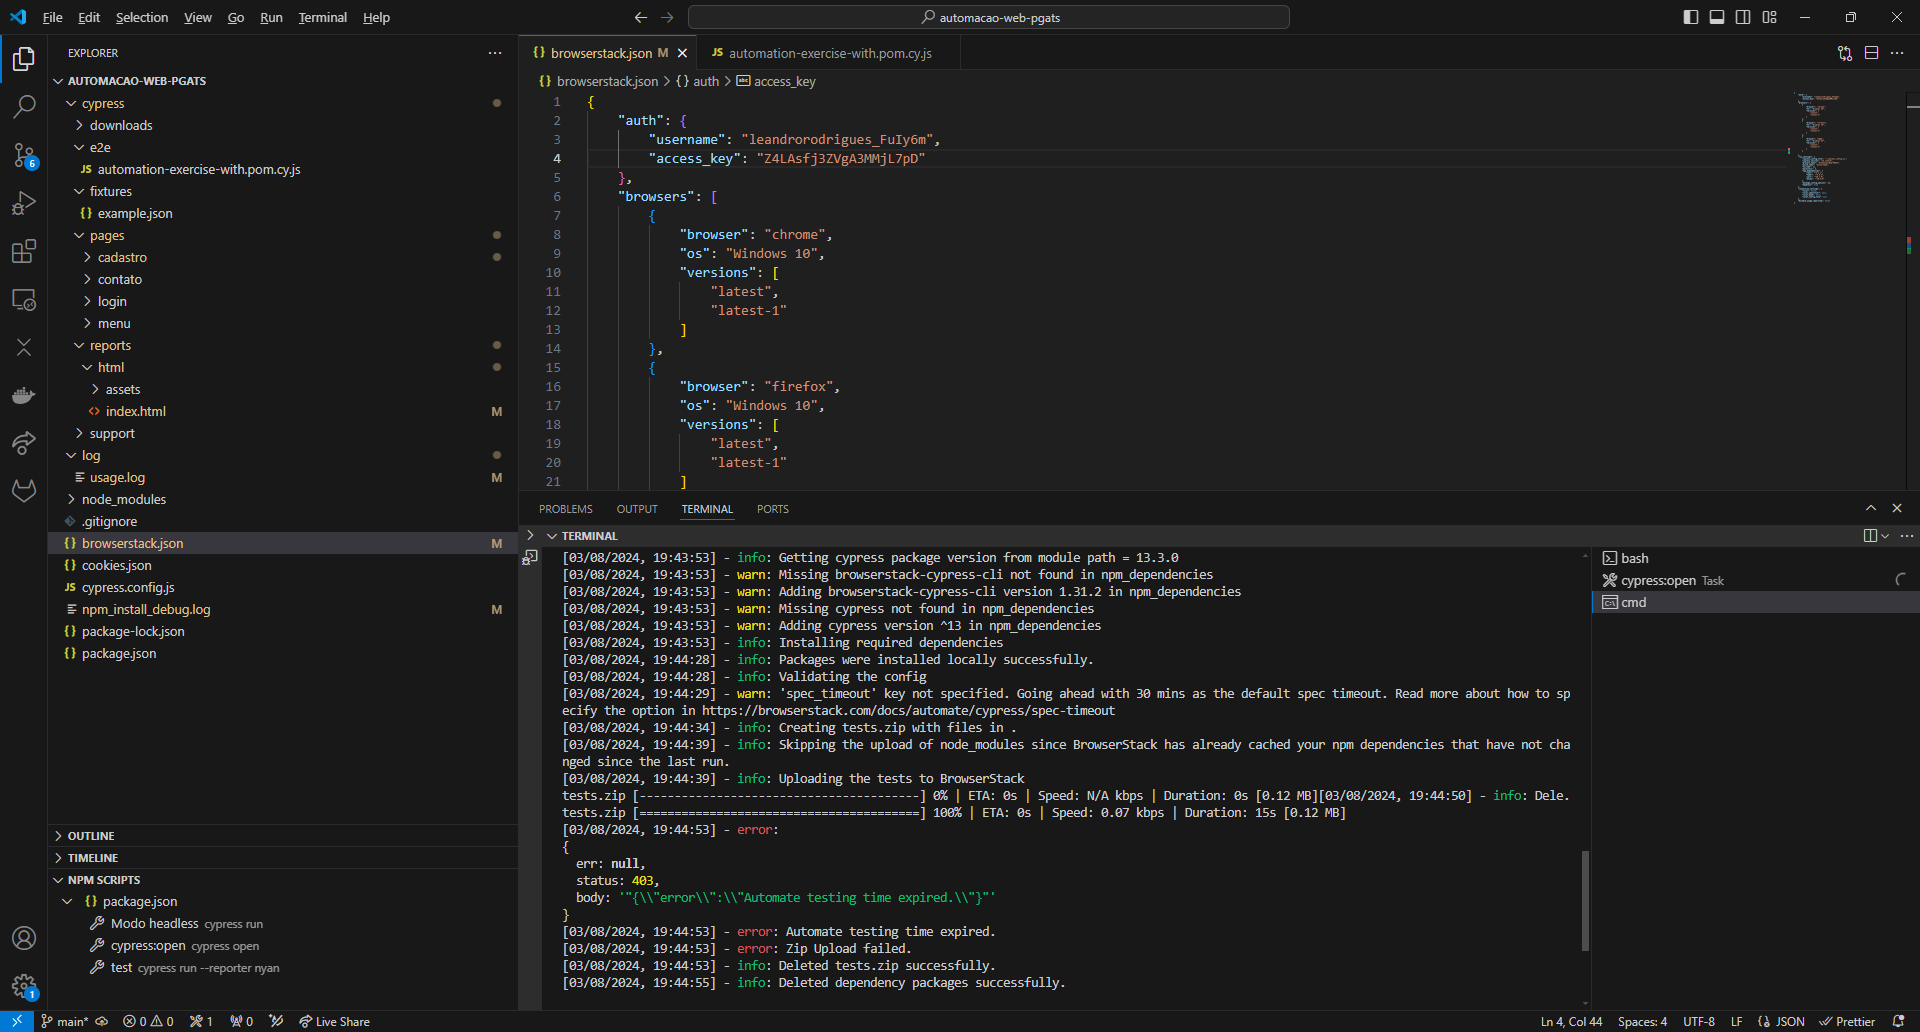 File Edit Selection View Go Run Terminal Help
automacao-web-pgats
EXPLORER
AUTOMACAO-WEB-PGATS
cypress
downloads
e2e
JS automation-exercise-with.pom.cy.js
fixtures
{} example.json
pages
cadastro
contato
login
menu
reports
html
assets
<> index.html M
support
log
usage.log M
node_modules
.gitignore
{} browserstack.json M
{} cookies.json
JS cypress.config.js
npm_install_debug.log M
{} package-lock.json
{} package.json
OUTLINE
TIMELINE
NPM SCRIPTS
{} package.json
Modo headless cypress run
cypress:open cypress open
test cypress run --reporter nyan
6
1
{} browserstack.json M
JS automation-exercise-with.pom.cy.js
{} browserstack.json > {} auth > abc access_key
1 {
2 "auth": {
3 "username": "leandrorodrigues_FuIy6m",
4 "access_key": "Z4LAsfj3ZVgA3MMjL7pD"
5 },
6 "browsers": [
7 {
8 "browser": "chrome",
9 "os": "Windows 10",
10 "versions": [
11 "latest",
12 "latest-1"
13 ]
14 },
15 {
16 "browser": "firefox",
17 "os": "Windows 10",
18 "versions": [
19 "latest",
20 "latest-1"
21 ]
PROBLEMS OUTPUT TERMINAL PORTS
TERMINAL
[03/08/2024, 19:43:53] - info: Getting cypress package version from module path = 13.3.0
[03/08/2024, 19:43:53] - warn: Missing browserstack-cypress-cli not found in npm_dependencies
[03/08/2024, 19:43:53] - warn: Adding browserstack-cypress-cli version 1.31.2 in npm_dependencies
[03/08/2024, 19:43:53] - warn: Missing cypress not found in npm_dependencies
[03/08/2024, 19:43:53] - warn: Adding cypress version ^13 in npm_dependencies
[03/08/2024, 19:43:53] - info: Installing required dependencies
[03/08/2024, 19:44:28] - info: Packages were installed locally successfully.
[03/08/2024, 19:44:28] - info: Validating the config
[03/08/2024, 19:44:29] - warn: 'spec_timeout' key not specified. Going ahead with 30 mins as the default spec timeout. Read more about how to sp
ecify the option in https://browserstack.com/docs/automate/cypress/spec-timeout
[03/08/2024, 19:44:34] - info: Creating tests.zip with files in .
[03/08/2024, 19:44:39] - info: Skipping the upload of node_modules since BrowserStack has already cached your npm dependencies that have not cha
nged since the last run.
[03/08/2024, 19:44:39] - info: Uploading the tests to BrowserStack
tests.zip [----------------------------------------] 0% | ETA: 0s | Speed: N/A kbps | Duration: 0s [0.12 MB][03/08/2024, 19:44:50] - info: Dele.
tests.zip [========================================] 100% | ETA: 0s | Speed: 0.07 kbps | Duration: 15s [0.12 MB]
[03/08/2024, 19:44:53] - error:
{
err: null,
status: 403,
body: '"{\\"error\\":\\"Automate testing time expired.\\"}"'
}
[03/08/2024, 19:44:53] - error: Automate testing time expired.
[03/08/2024, 19:44:53] - error: Zip Upload failed.
[03/08/2024, 19:44:53] - info: Deleted tests.zip successfully.
[03/08/2024, 19:44:55] - info: Deleted dependency packages successfully.
bash
cypress:open Task
cmd
main* 0 0 1 0 Live Share
Ln 4, Col 44 Spaces: 4 UTF-8 LF {} JSON Prettier